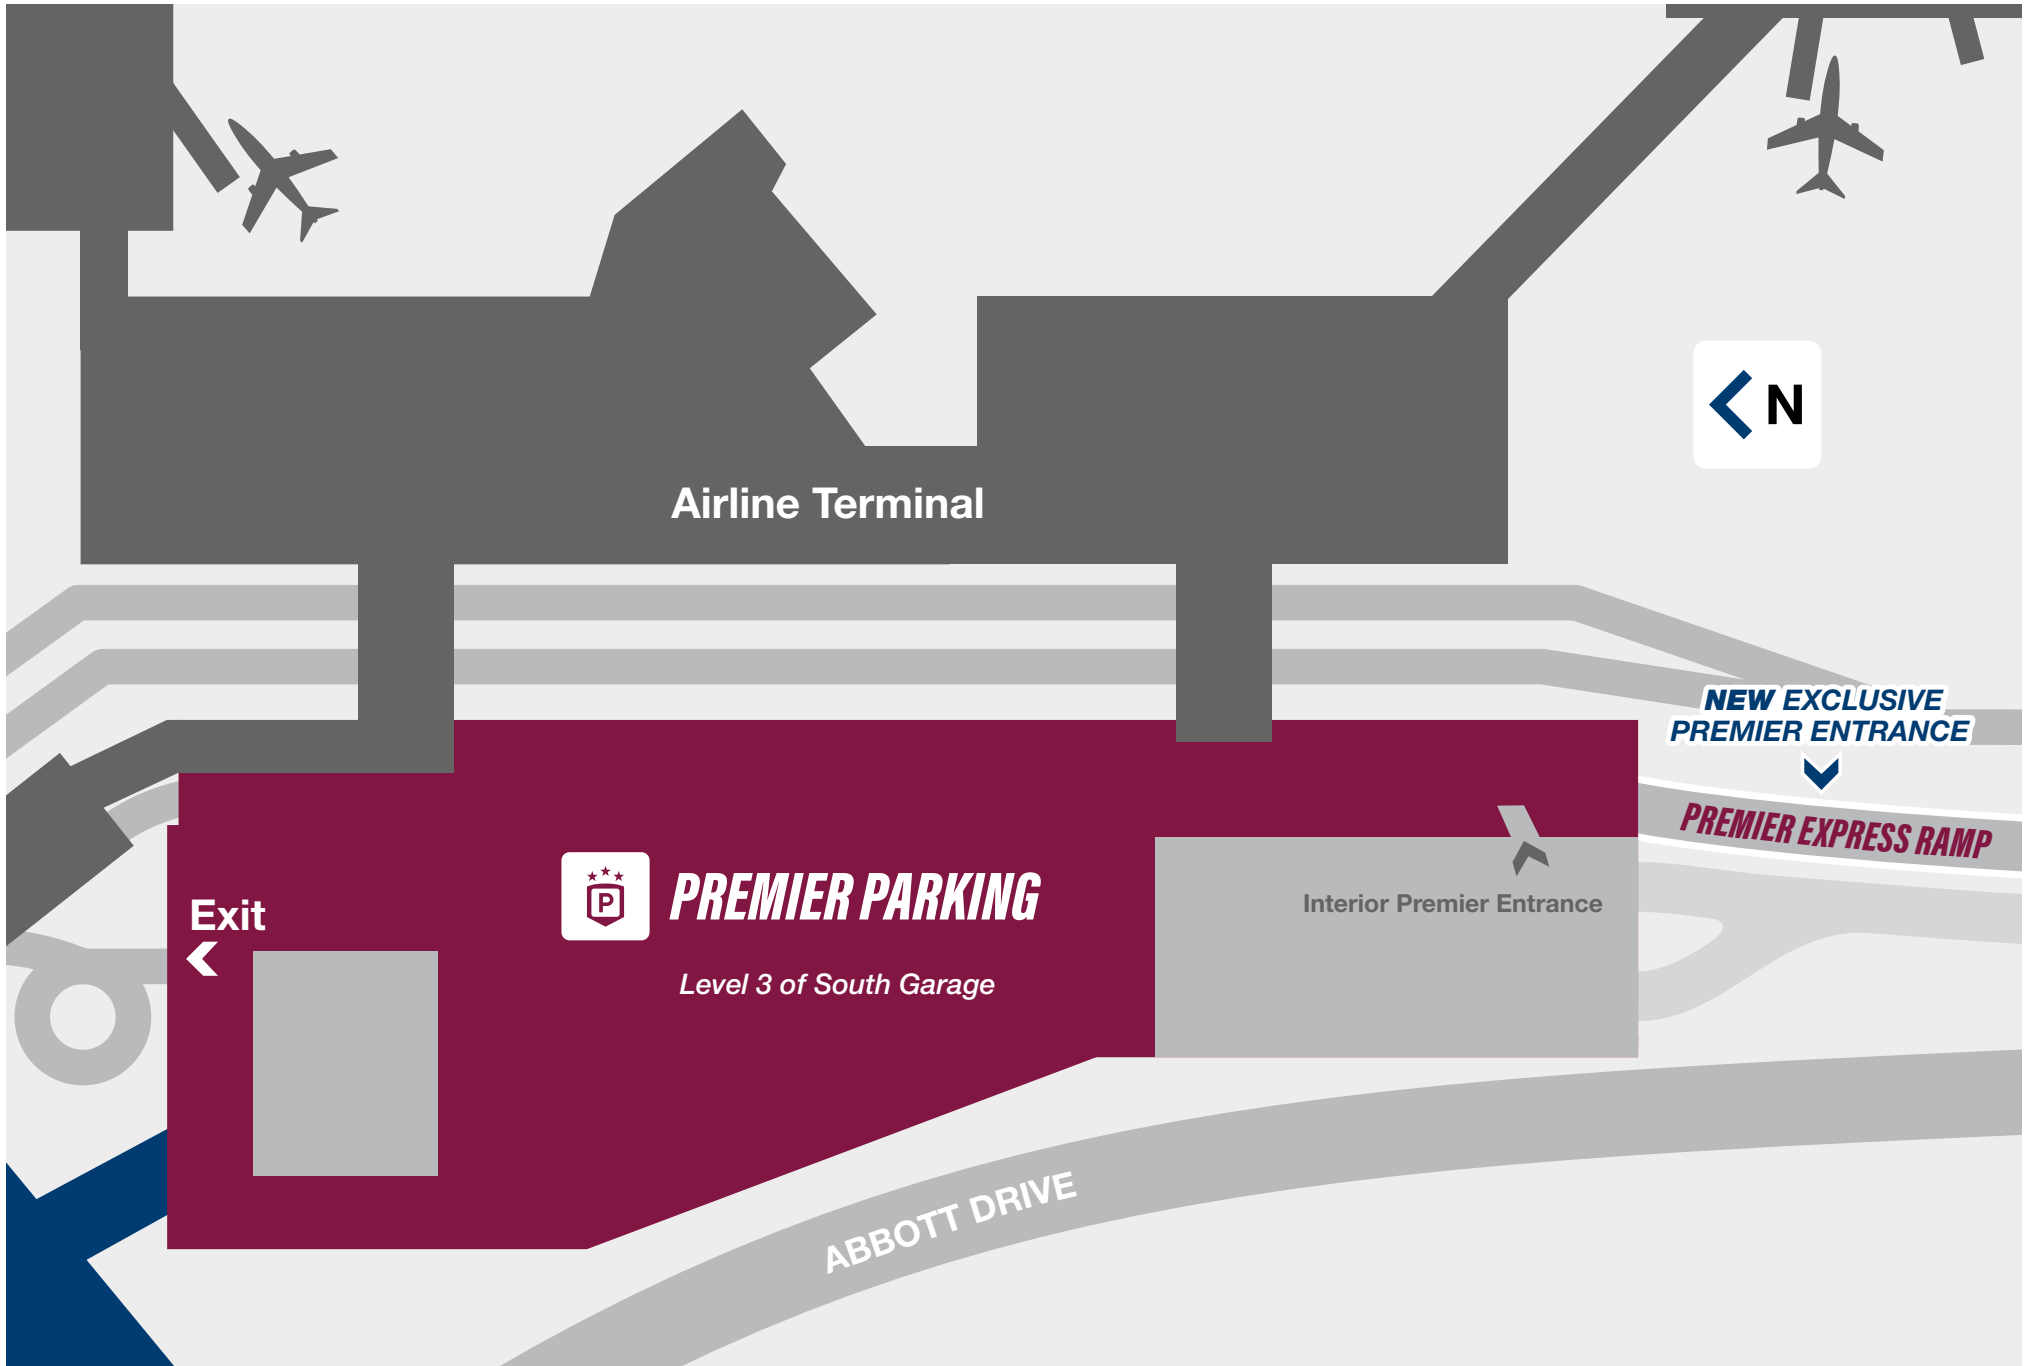 N
Airline Terminal
NEW EXCLUSIVE
PREMIER ENTRANCE
PREMIER EXPRESS RAMP
P
PREMIER PARKING
Interior Premier Entrance
Exit
Level 3 of South Garage
ABBOTT DRIVE